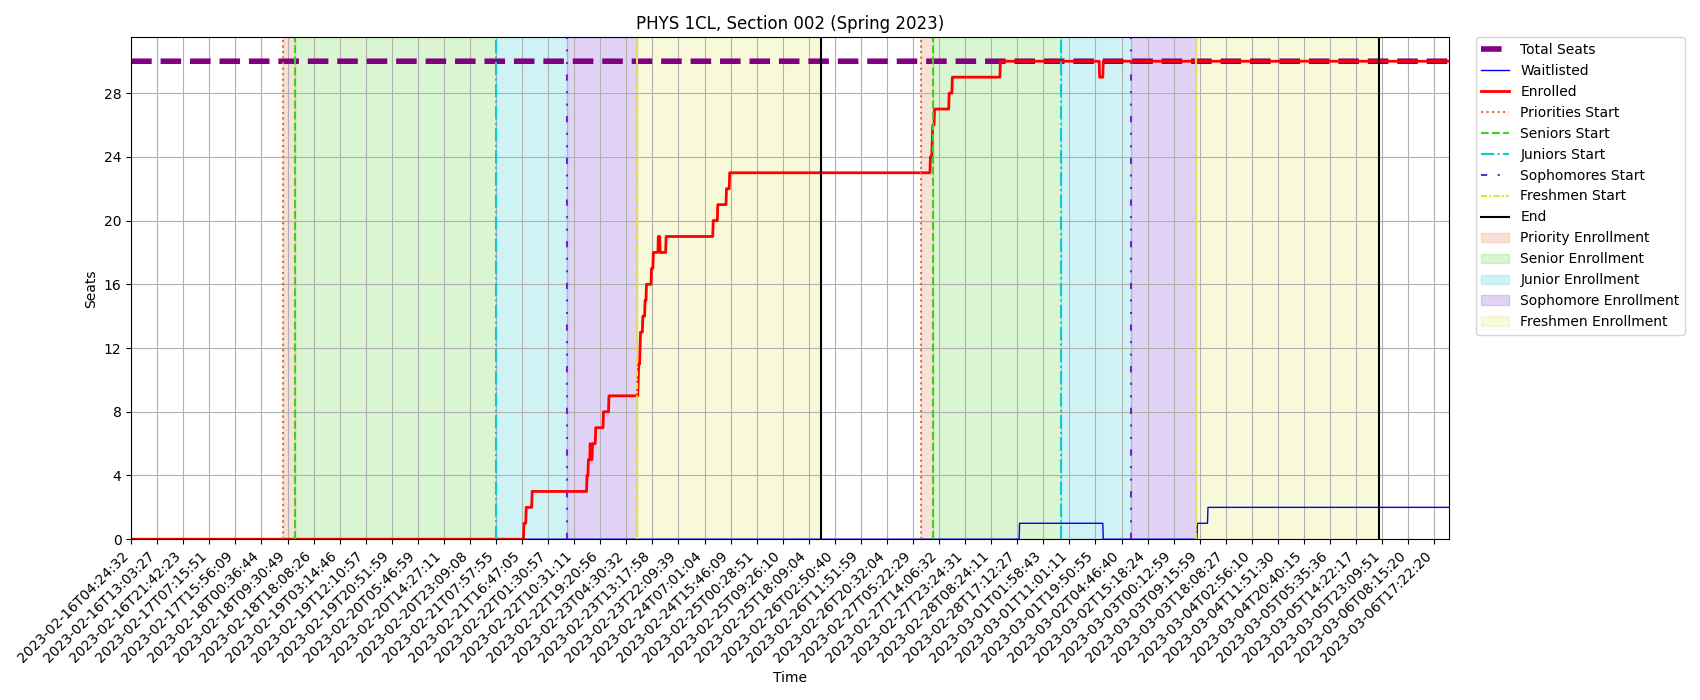 PHYS 1CL, Section 002 (Spring 2023)
Seats
28
24
20
16
12
8
4
0
2023-02-16T04:24:32
2023-02-16T13:03:27
2023-02-16T21:42:23
2023-02-17T07:15:51
2023-02-17T15:56:09
2023-02-18T00:36:44
2023-02-18T09:30:49
2023-02-18T18:08:26
2023-02-19T03:14:46
2023-02-19T12:10:57
2023-02-19T20:51:59
2023-02-20T05:46:59
2023-02-20T14:27:11
2023-02-20T23:09:08
2023-02-21T07:57:55
2023-02-21T16:47:05
2023-02-22T01:30:57
2023-02-22T10:31:11
2023-02-22T19:20:56
2023-02-23T04:30:32
2023-02-23T13:17:58
2023-02-23T22:09:39
2023-02-24T07:01:04
2023-02-24T15:46:09
2023-02-25T00:28:51
2023-02-25T09:26:10
2023-02-25T18:09:04
2023-02-26T02:50:40
2023-02-26T11:51:59
2023-02-26T20:32:04
2023-02-27T05:22:29
2023-02-27T14:06:32
2023-02-27T23:24:31
2023-02-28T08:24:11
2023-02-28T17:12:27
2023-03-01T01:58:43
2023-03-01T11:01:11
2023-03-01T19:50:55
2023-03-02T04:46:40
2023-03-02T15:18:24
2023-03-03T00:12:59
2023-03-03T09:15:59
2023-03-03T18:08:27
2023-03-04T02:56:10
2023-03-04T11:51:30
2023-03-04T20:40:15
2023-03-05T05:35:36
2023-03-05T14:22:17
2023-03-05T23:09:51
2023-03-06T08:15:20
2023-03-06T17:22:20
Time
Total Seats
Waitlisted
Enrolled
Priorities Start
Seniors Start
Juniors Start
Sophomores Start
Freshmen Start
End
Priority Enrollment
Senior Enrollment
Junior Enrollment
Sophomore Enrollment
Freshmen Enrollment